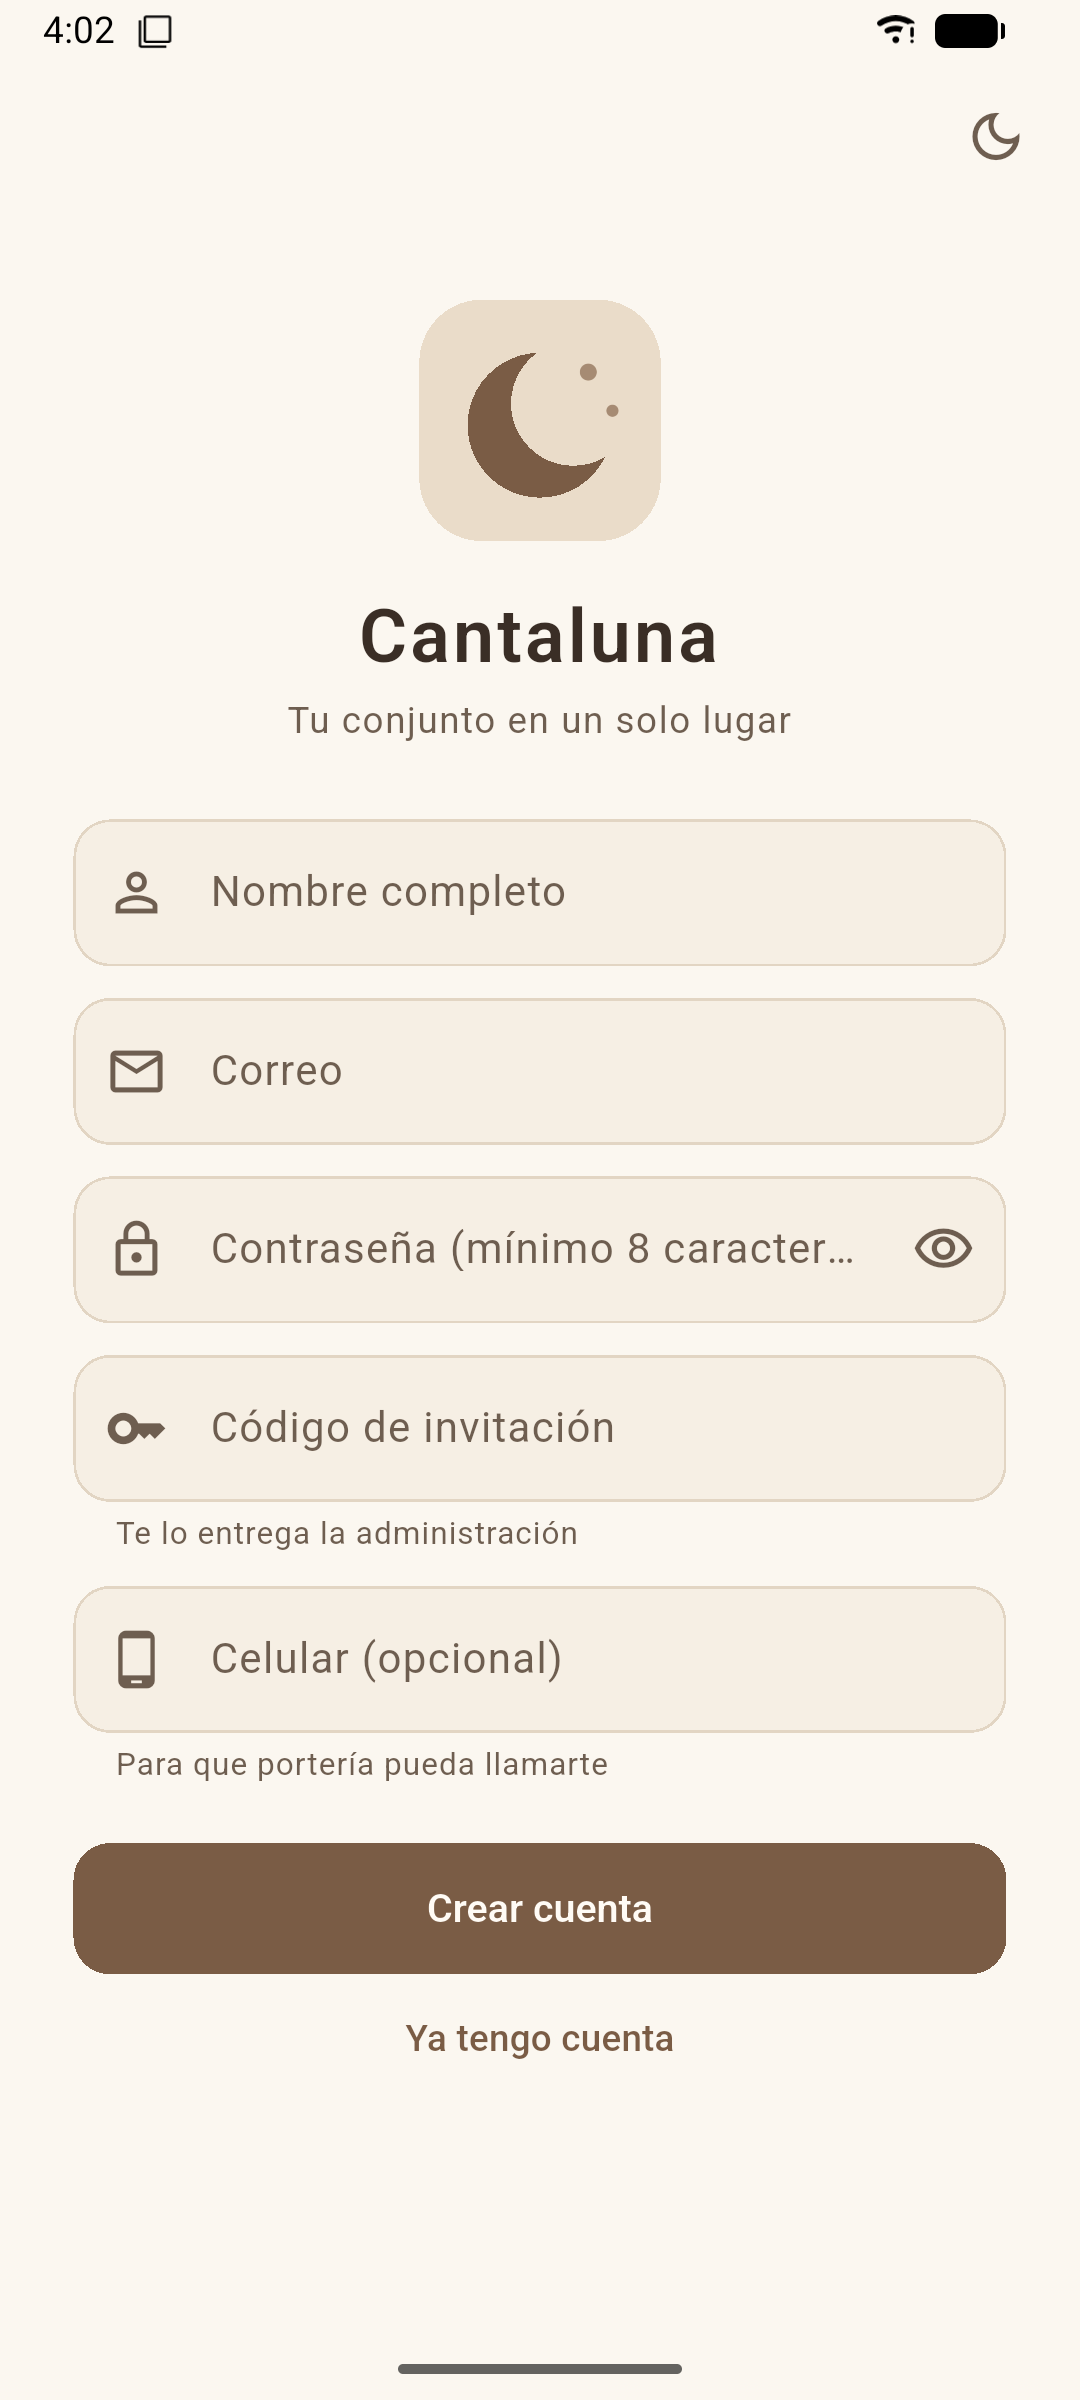 4:02
Cantaluna
Tu conjunto en un solo lugar
Nombre completo
Correo
Contraseña (mínimo 8 caracter…
Código de invitación
Te lo entrega la administración
Celular (opcional)
Para que portería pueda llamarte
Crear cuenta
Ya tengo cuenta